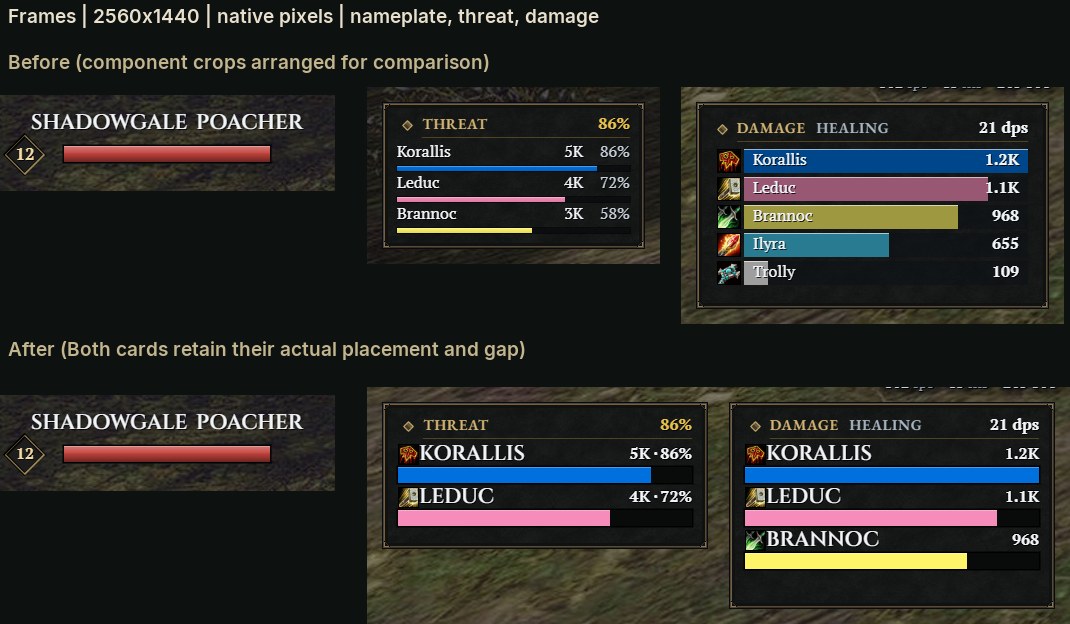 Frames | 2560x1440 | native pixels | nameplate, threat, damage
Before (component crops arranged for comparison)
SHADOWGALE POACHER
12
THREAT 86%
Korallis 5K 86%
Leduc 4K 72%
Brannoc 3K 58%
DAMAGE HEALING 21 dps
Korallis 1.2K
Leduc 1.1K
Brannoc 968
Ilyra 655
Trolly 109
After (Both cards retain their actual placement and gap)
SHADOWGALE POACHER
12
THREAT 86%
KORALLIS 5K·86%
LEDUC 4K·72%
DAMAGE HEALING 21 dps
KORALLIS 1.2K
LEDUC 1.1K
BRANNOC 968